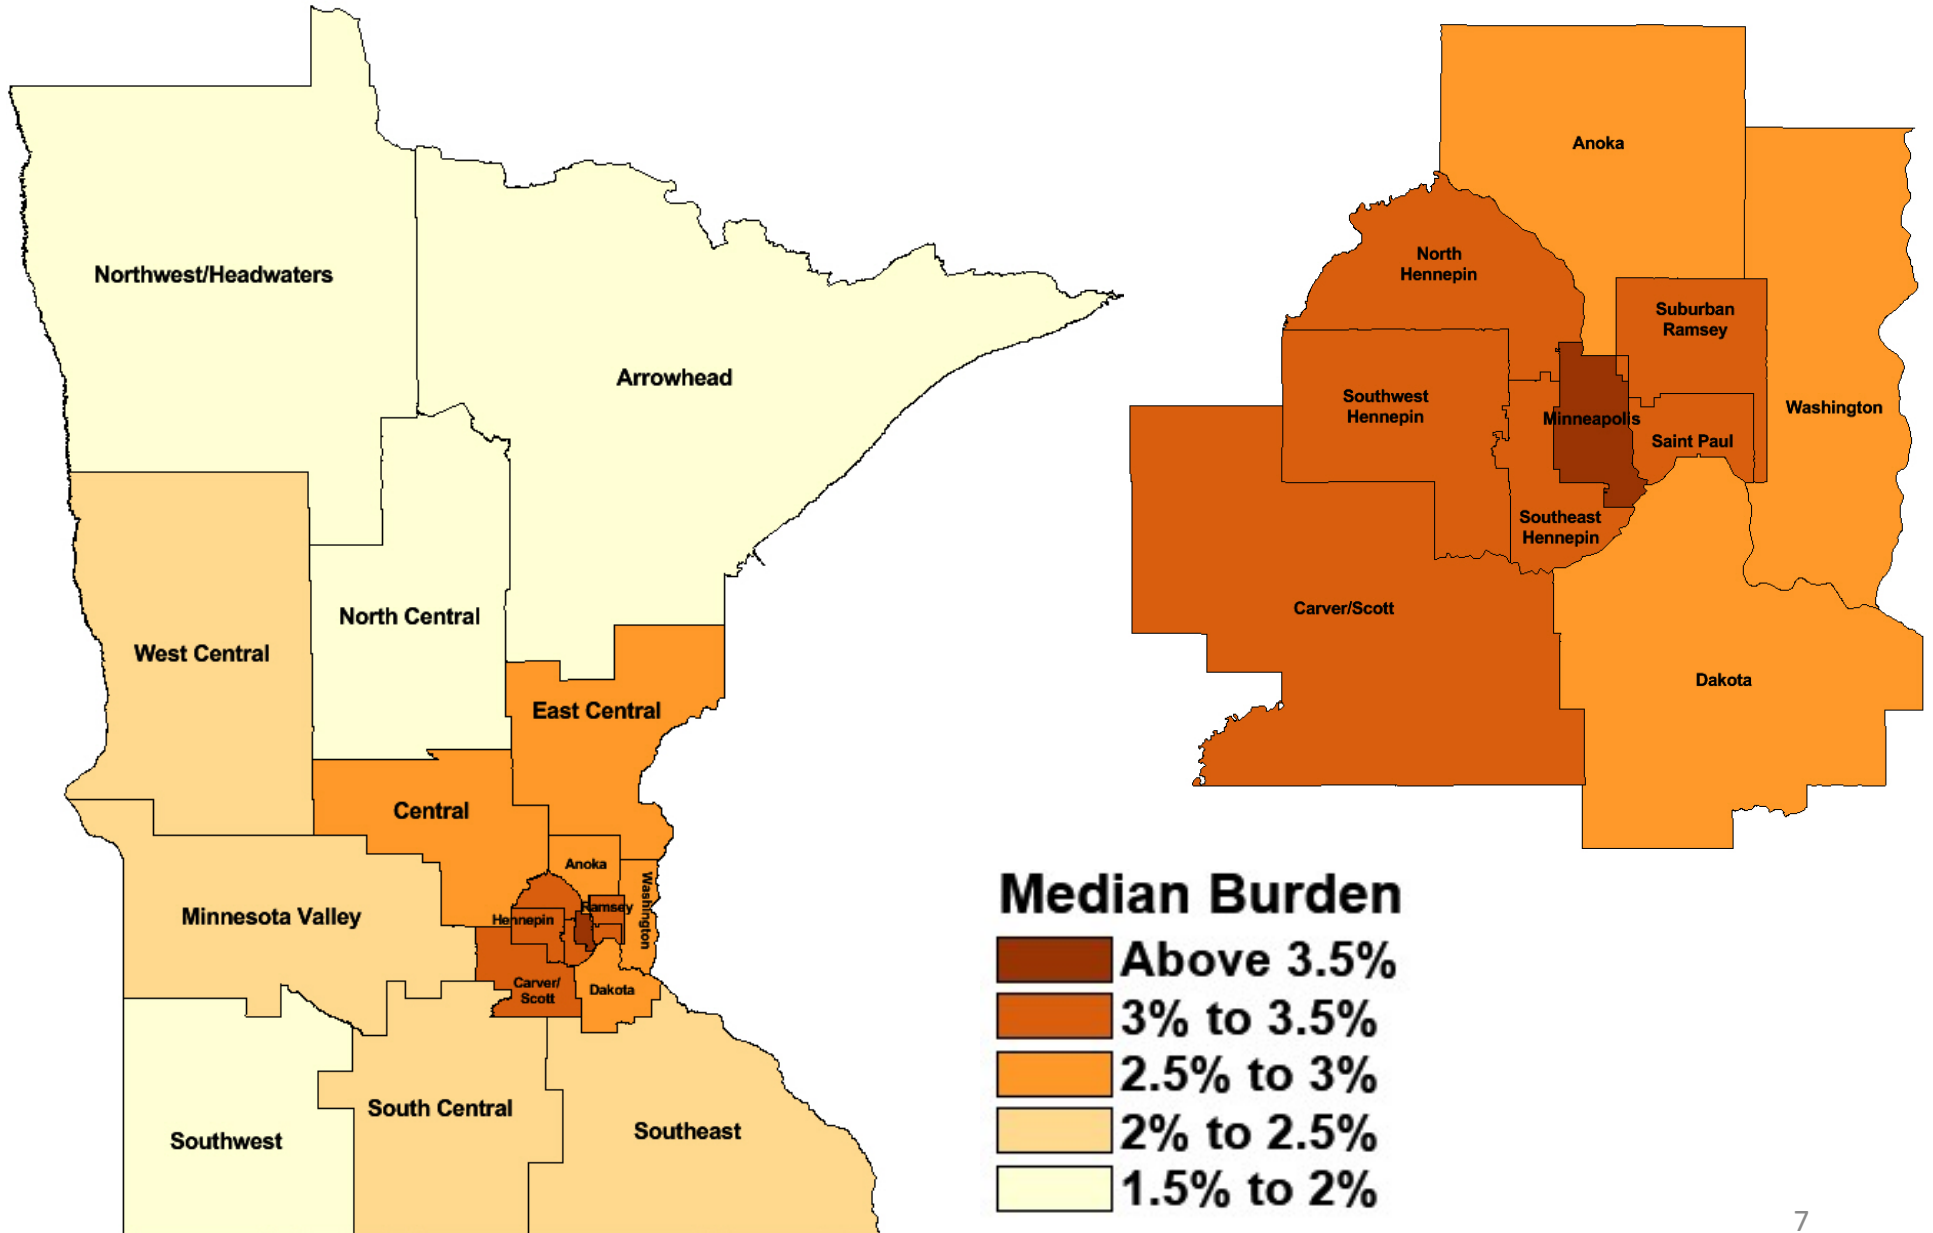 Northwest/Headwaters
Arrowhead
North Central
West Central
East Central
Central
Anoka
Washington
Ramsey
Hennepin
Minnesota Valley
Carver/
Scott
Dakota
South Central
Southeast
Southwest
Anoka
North
Hennepin
Suburban
Ramsey
Southwest
Hennepin
Minneapolis
Washington
Saint Paul
Southeast
Hennepin
Carver/Scott
Dakota
Median Burden
Above 3.5%
3% to 3.5%
2.5% to 3%
2% to 2.5%
1.5% to 2%
7